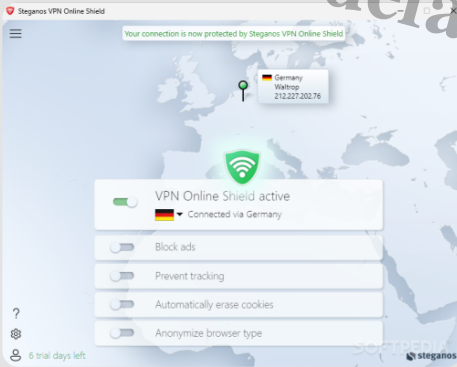 Steganos VPN Online Shield
Your connection is now protected by Steganos VPN Online Shield
Germany
Waltrop
212.227.202.76
VPN Online Shield active
Connected via Germany
Block ads
Prevent tracking
Automatically erase cookies
Anonymize browser type
?
6 trial days left
SOFTPEDIA
steganos